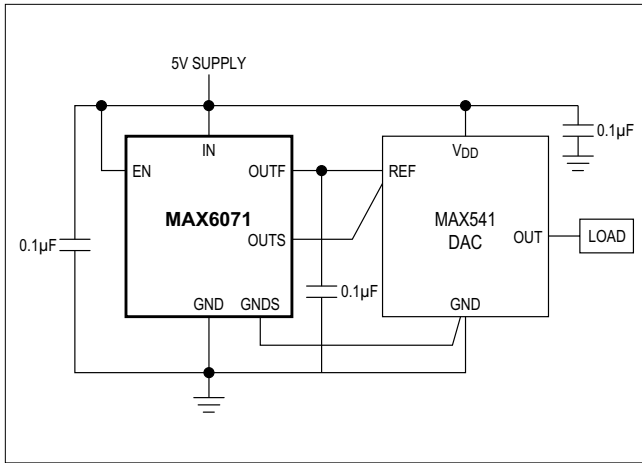 5V SUPPLY
0.1µF
IN
VDD
EN
OUTF
REF
MAX6071
MAX541
DAC
OUT
LOAD
OUTS
0.1µF
0.1µF
GND
GNDS
GND